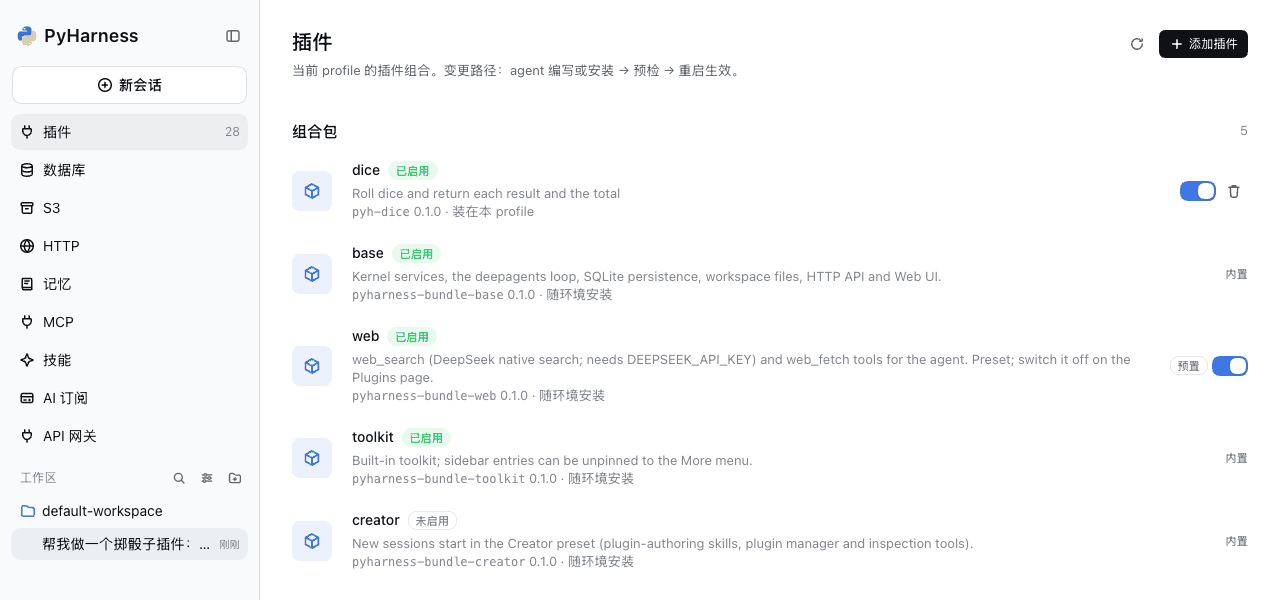 PyHarness
新会话
插件 28
数据库
S3
HTTP
记忆
MCP
技能
AI 订阅
API 网关
工作区
default-workspace
帮我做一个掷骰子插件：... 刚刚
插件
添加插件
当前 profile 的插件组合。变更路径：agent 编写或安装 → 预检 → 重启生效。
组合包 5
dice 已启用
Roll dice and return each result and the total
pyh-dice 0.1.0 · 装在本 profile
base 已启用
Kernel services, the deepagents loop, SQLite persistence, workspace files, HTTP API and Web UI.
pyharness-bundle-base 0.1.0 · 随环境安装
内置
web 已启用
web_search (DeepSeek native search; needs DEEPSEEK_API_KEY) and web_fetch tools for the agent. Preset; switch it off on the
Plugins page.
pyharness-bundle-web 0.1.0 · 随环境安装
预置
toolkit 已启用
Built-in toolkit; sidebar entries can be unpinned to the More menu.
pyharness-bundle-toolkit 0.1.0 · 随环境安装
内置
creator 未启用
New sessions start in the Creator preset (plugin-authoring skills, plugin manager and inspection tools).
pyharness-bundle-creator 0.1.0 · 随环境安装
内置